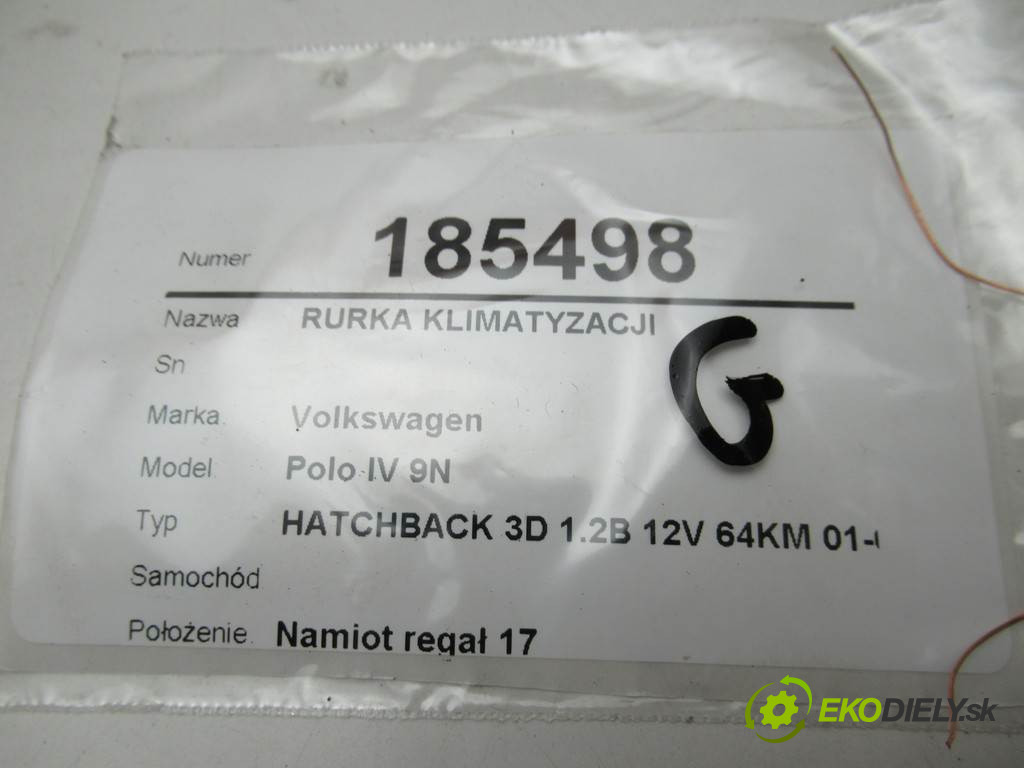 Numer 185498
Nazwa RURKA KLIMATYZACJI
G
Sn
Marka Volkswagen
Model Polo IV 9N
Typ HATCHBACK 3D 1.2B 12V 64KM 01-
Samochód
Położenie Namiot regał 17
EKODIELY.sk